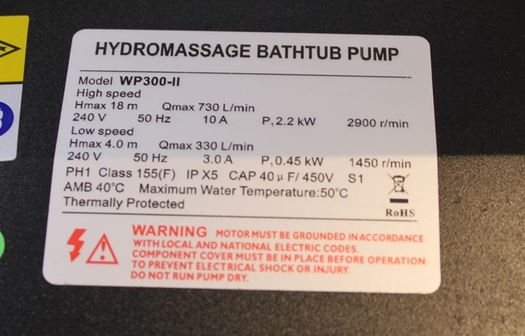 HYDROMASSAGE BATHTUB PUMP
Model WP300-II
High speed
Hmax 18 m Qmax 730 L/min
240 V 50 Hz 10 A P₁ 2.2 kW 2900 r/min
Low speed
Hmax 4.0 m Qmax 330 L/min
240 V 50 Hz 3.0 A P₁ 0.45 kW 1450 r/min
PH1 Class 155(F) IP X5 CAP 40μF/ 450V S1
AMB 40°C Maximum Water Temperature:50°C
Thermally Protected
RoHS
WARNING MOTOR MUST BE GROUNDED IN ACCORDANCE
WITH LOCAL AND NATIONAL ELECTRIC CODES.
COMPONENT COVER MUST BE IN PLACE BEFORE OPERATION
TO PREVENT ELECTRICAL SHOCK OR INJURY.
DO NOT RUN PUMP DRY.